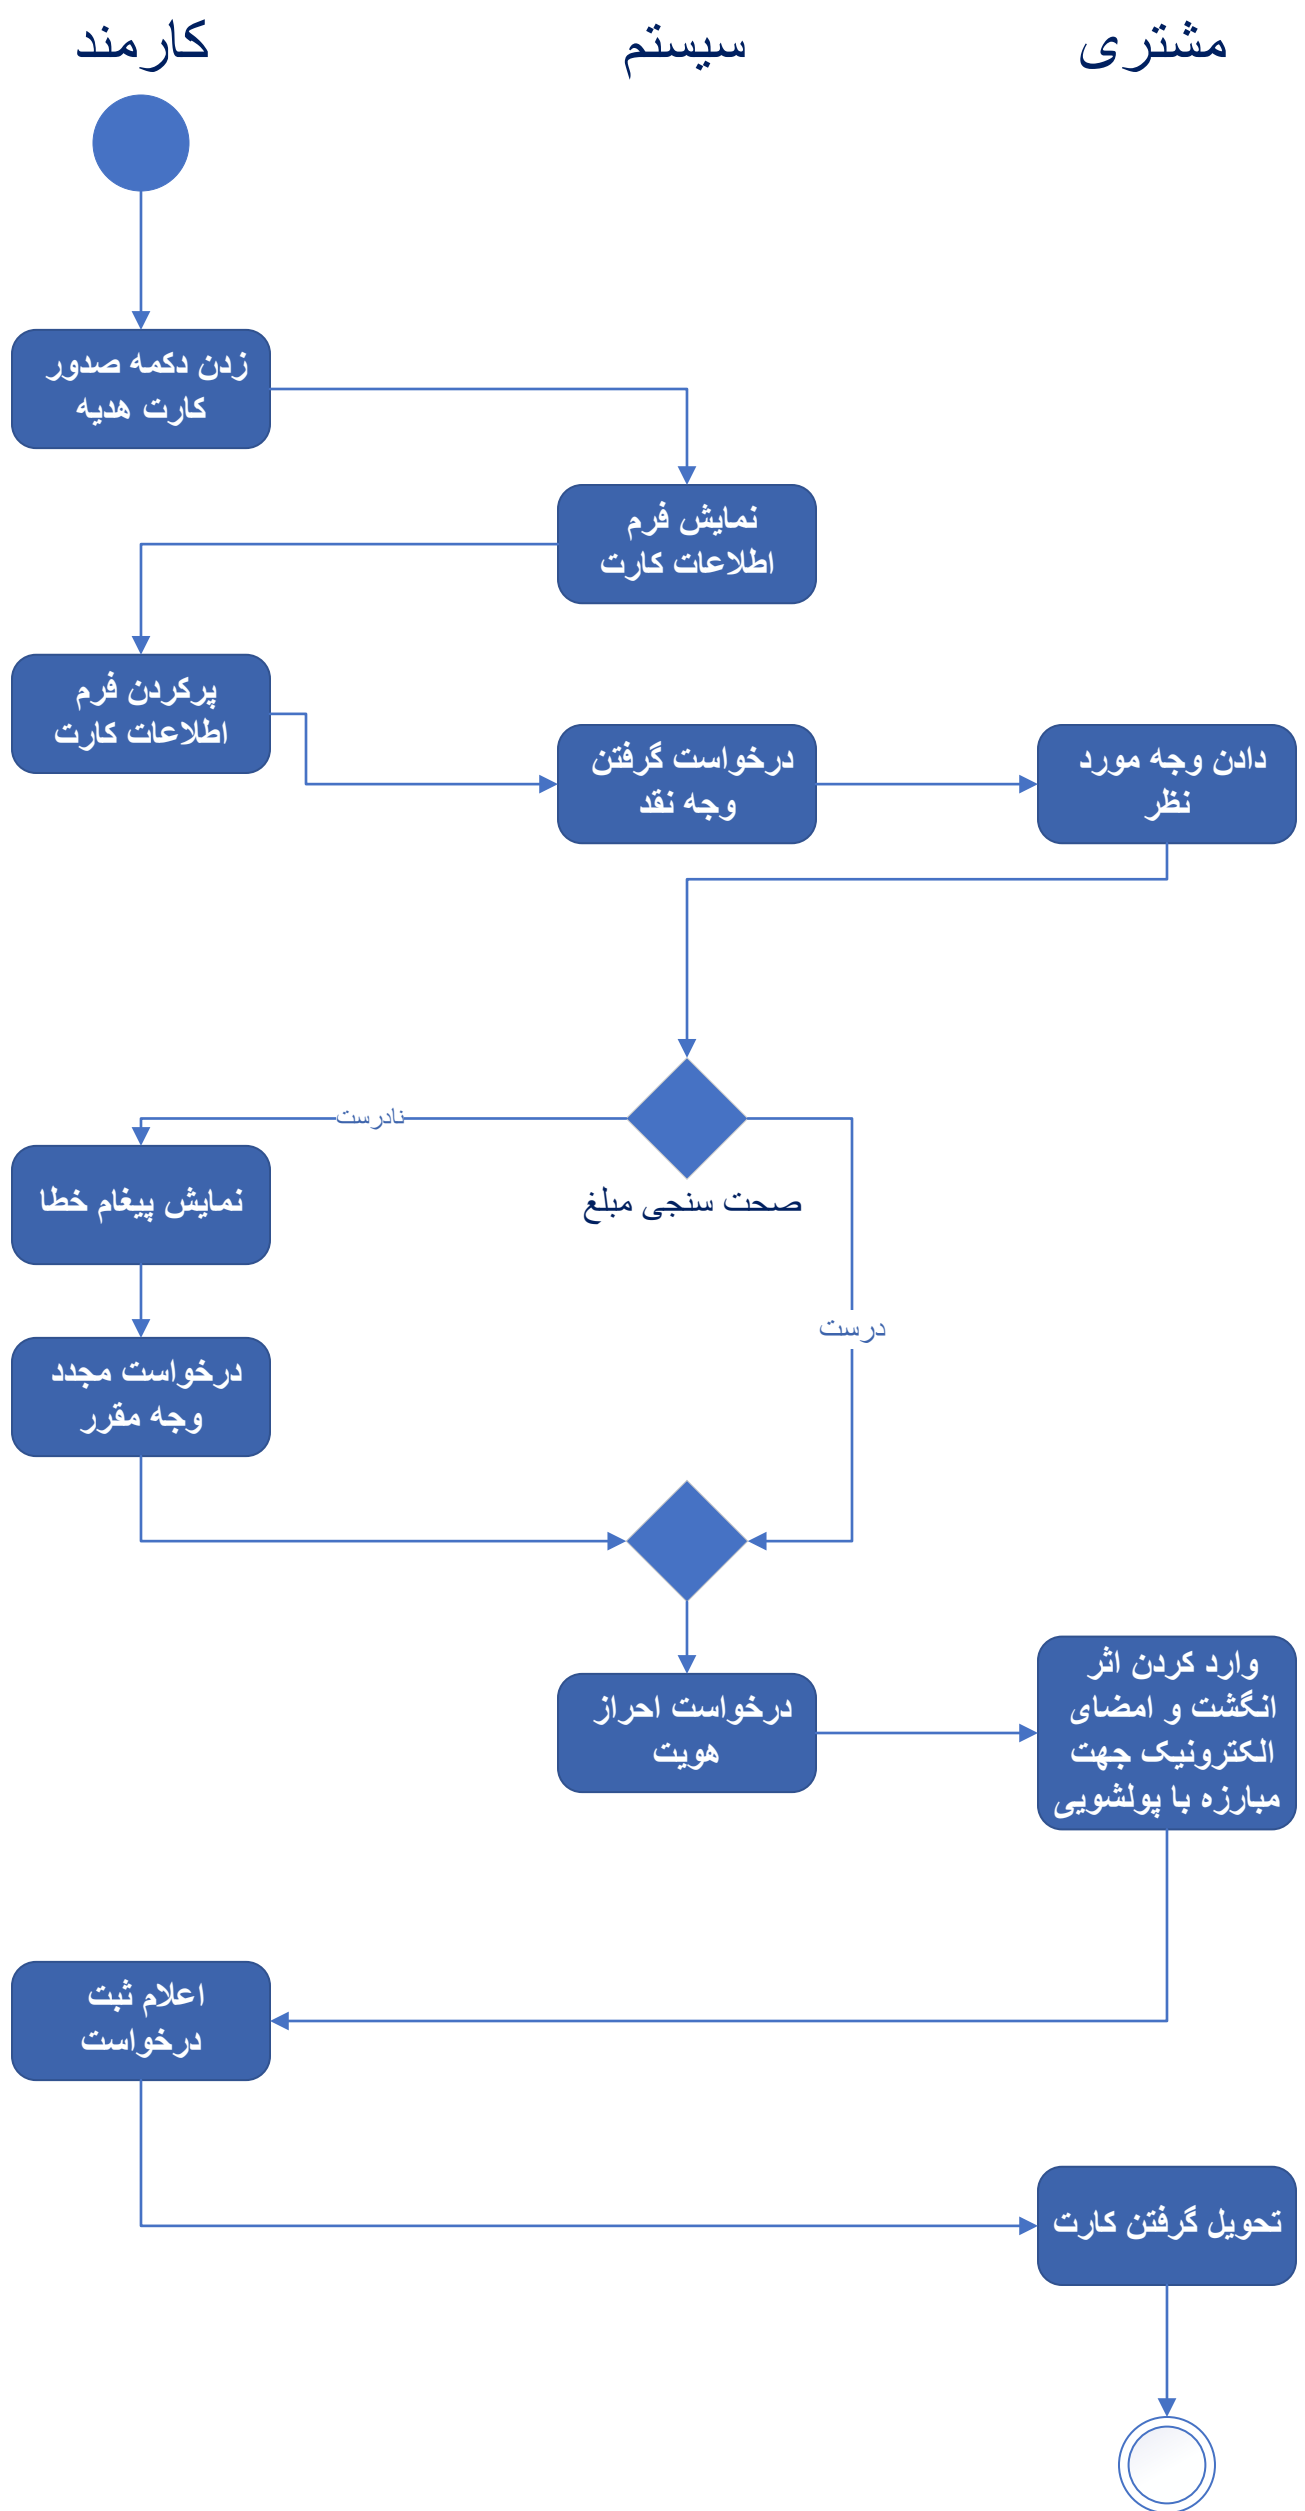 مشتری
سیستم
کارمند
زدن دکمه صدور
کارت هدیه
نمایش فرم
اطلاعات کارت
پرکردن فرم
اطلاعات کارت
درخواست گرفتن
وجه نقد
دادن وجه مورد
نظر
نادرست
صحت سنجی مبلغ
نمایش پیغام خطا
درست
درخواست مجدد
وجه مقرر
درخواست احراز
هویت
وارد کردن اثر
انگشت و امضای
الکترونیک جهت
مبارزه با پولشویی
اعلام ثبت
درخواست
تحویل گرفتن کارت